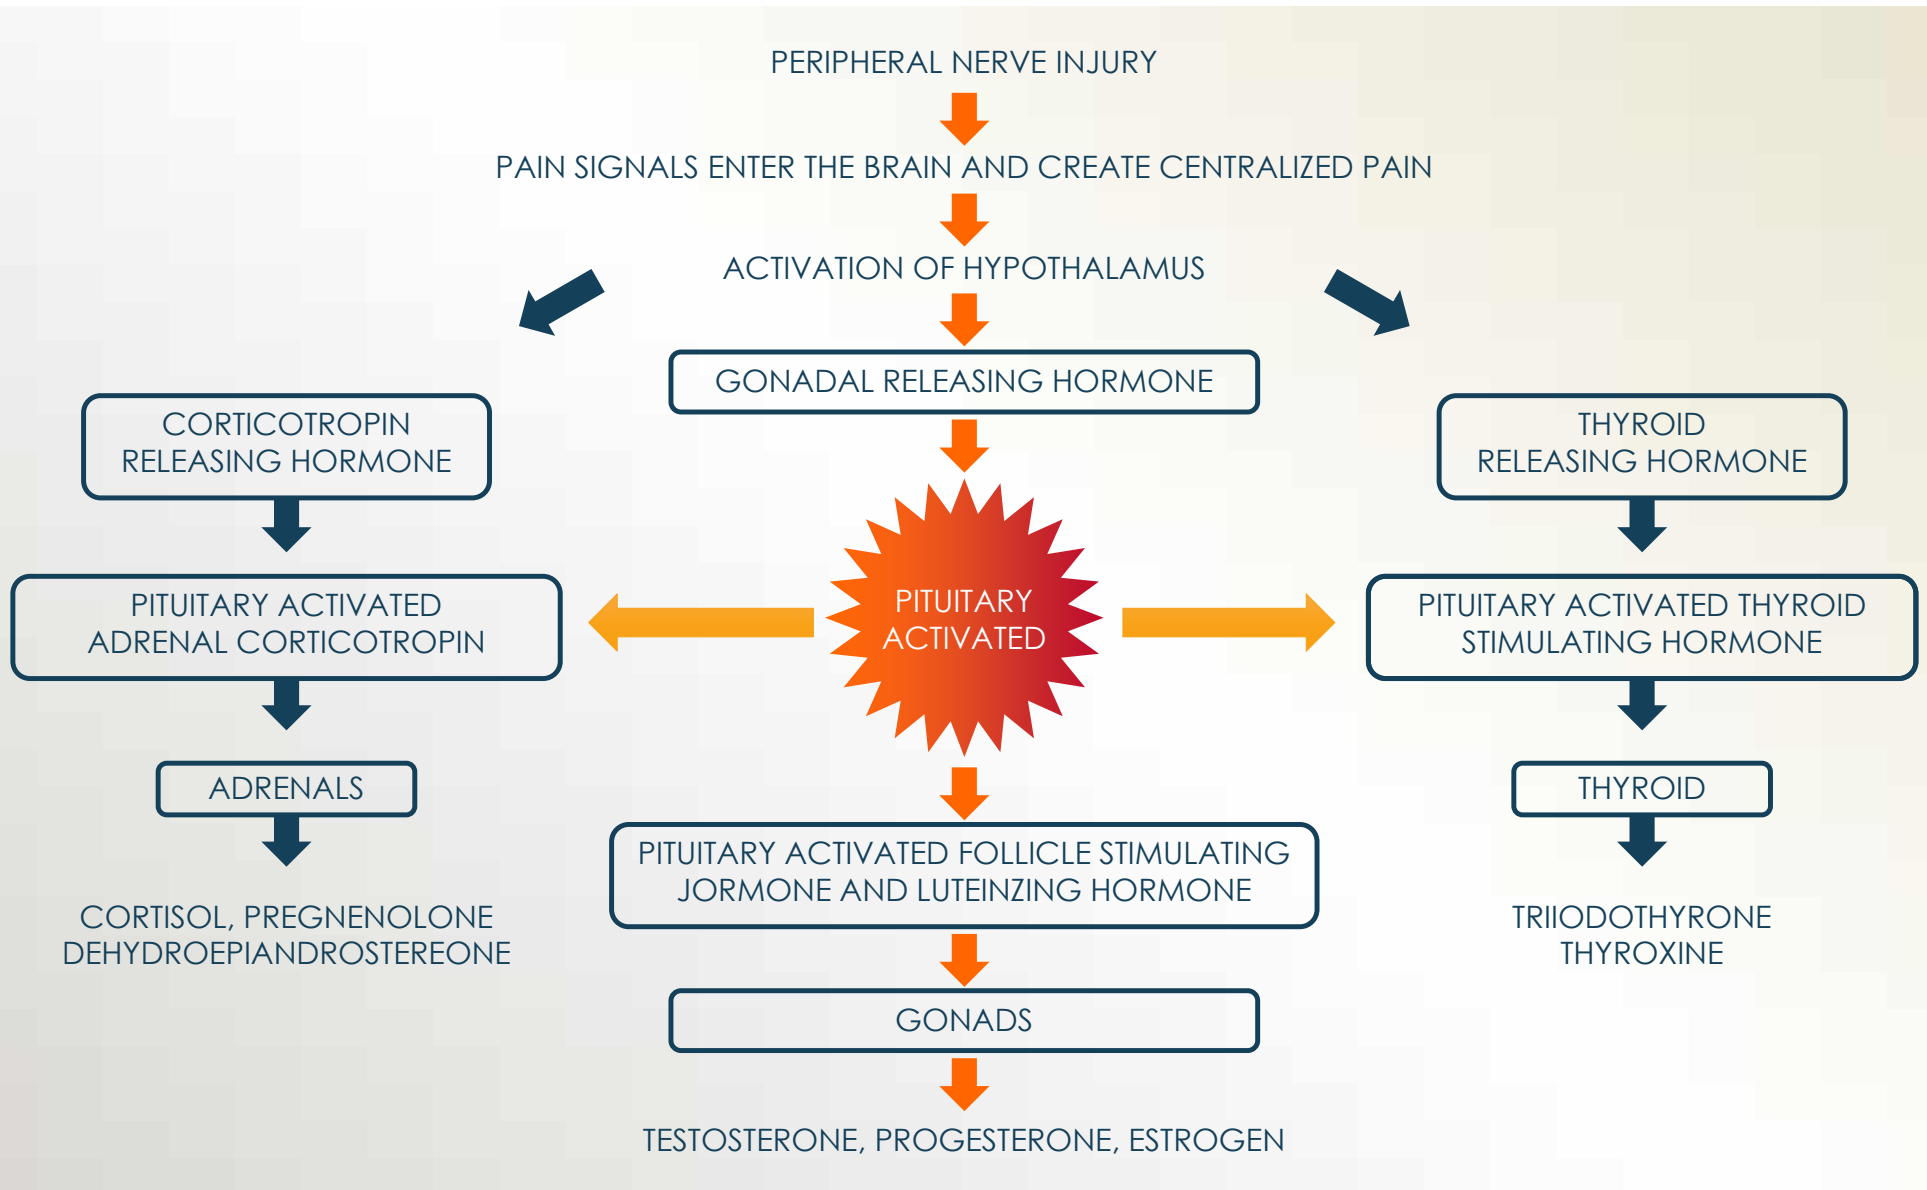 PERIPHERAL NERVE INJURY
PAIN SIGNALS ENTER THE BRAIN AND CREATE CENTRALIZED PAIN
ACTIVATION OF HYPOTHALAMUS
GONADAL RELEASING HORMONE
CORTICOTROPIN
RELEASING HORMONE
THYROID
RELEASING HORMONE
PITUITARY ACTIVATED
ADRENAL CORTICOTROPIN
PITUITARY
ACTIVATED
PITUITARY ACTIVATED THYROID
STIMULATING HORMONE
ADRENALS
THYROID
PITUITARY ACTIVATED FOLLICLE STIMULATING
JORMONE AND LUTEINZING HORMONE
CORTISOL, PREGNENOLONE
DEHYDROEPIANDROSTEREONE
TRIIODOTHYRONE
THYROXINE
GONADS
TESTOSTERONE, PROGESTERONE, ESTROGEN